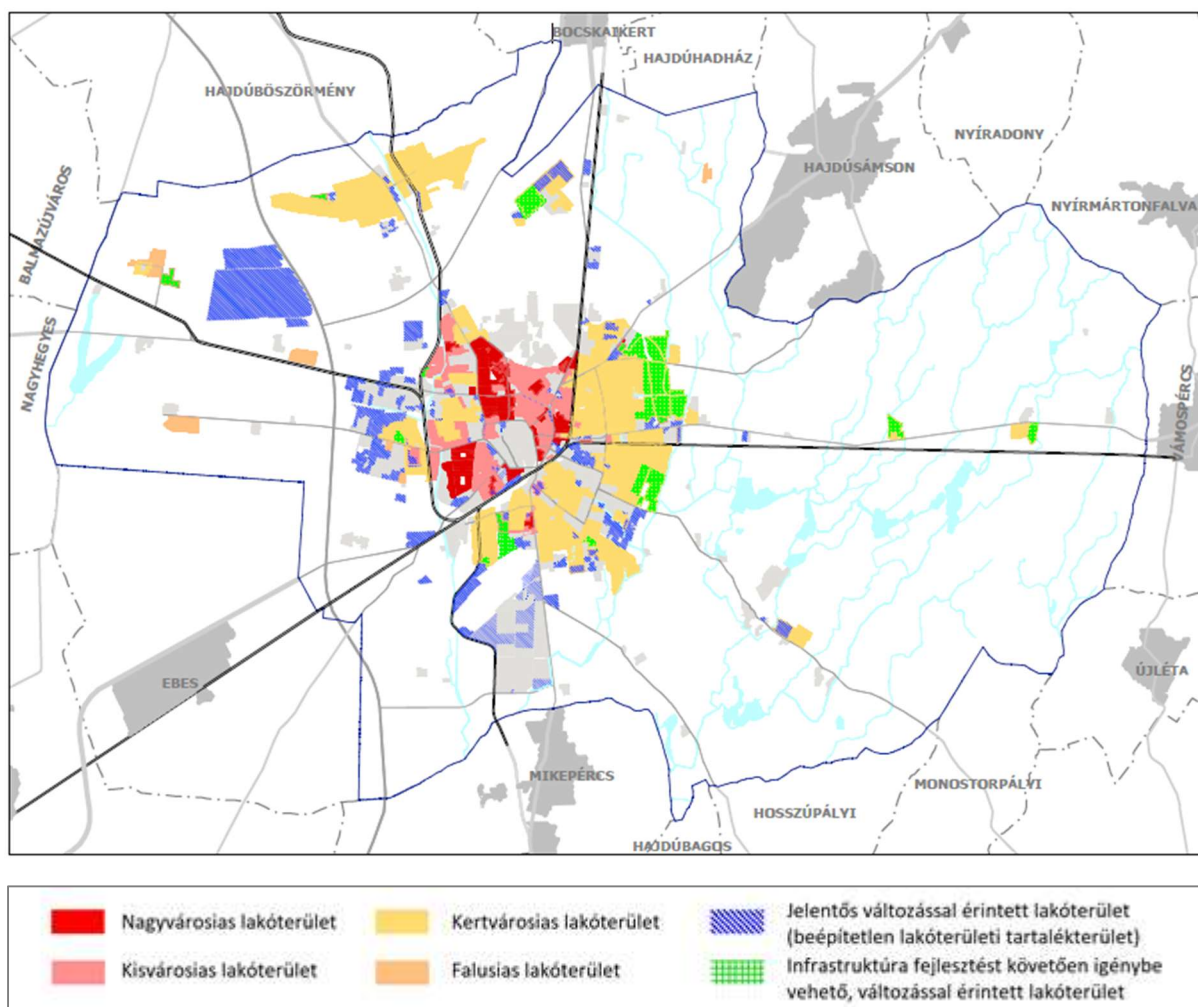 BOCSKAIKERT
HAJDÚHADHÁZ
HAJDÚBÖSZÖRMÉNY
NYÍRADONY
HAJDÚSÁMSON
BALMAZÚJVÁROS
NYÍRMÁRTONFALVA
NAGYHEGYES
VÁMOSPÉRCS
EBES
ÚJLÉTA
MIKEPÉRCS
MONOSTORPÁLYI
HOSSZÚPÁLYI
HAJDÚBAGOS
Nagyvárosias lakóterület
Kisvárosias lakóterület
Kertvárosias lakóterület
Falusias lakóterület
Jelentős változással érintett lakóterület
(beépítetlen lakóterületi tartalékterület)
Infrastruktúra fejlesztést követően igénybe
vehető, változással érintett lakóterület